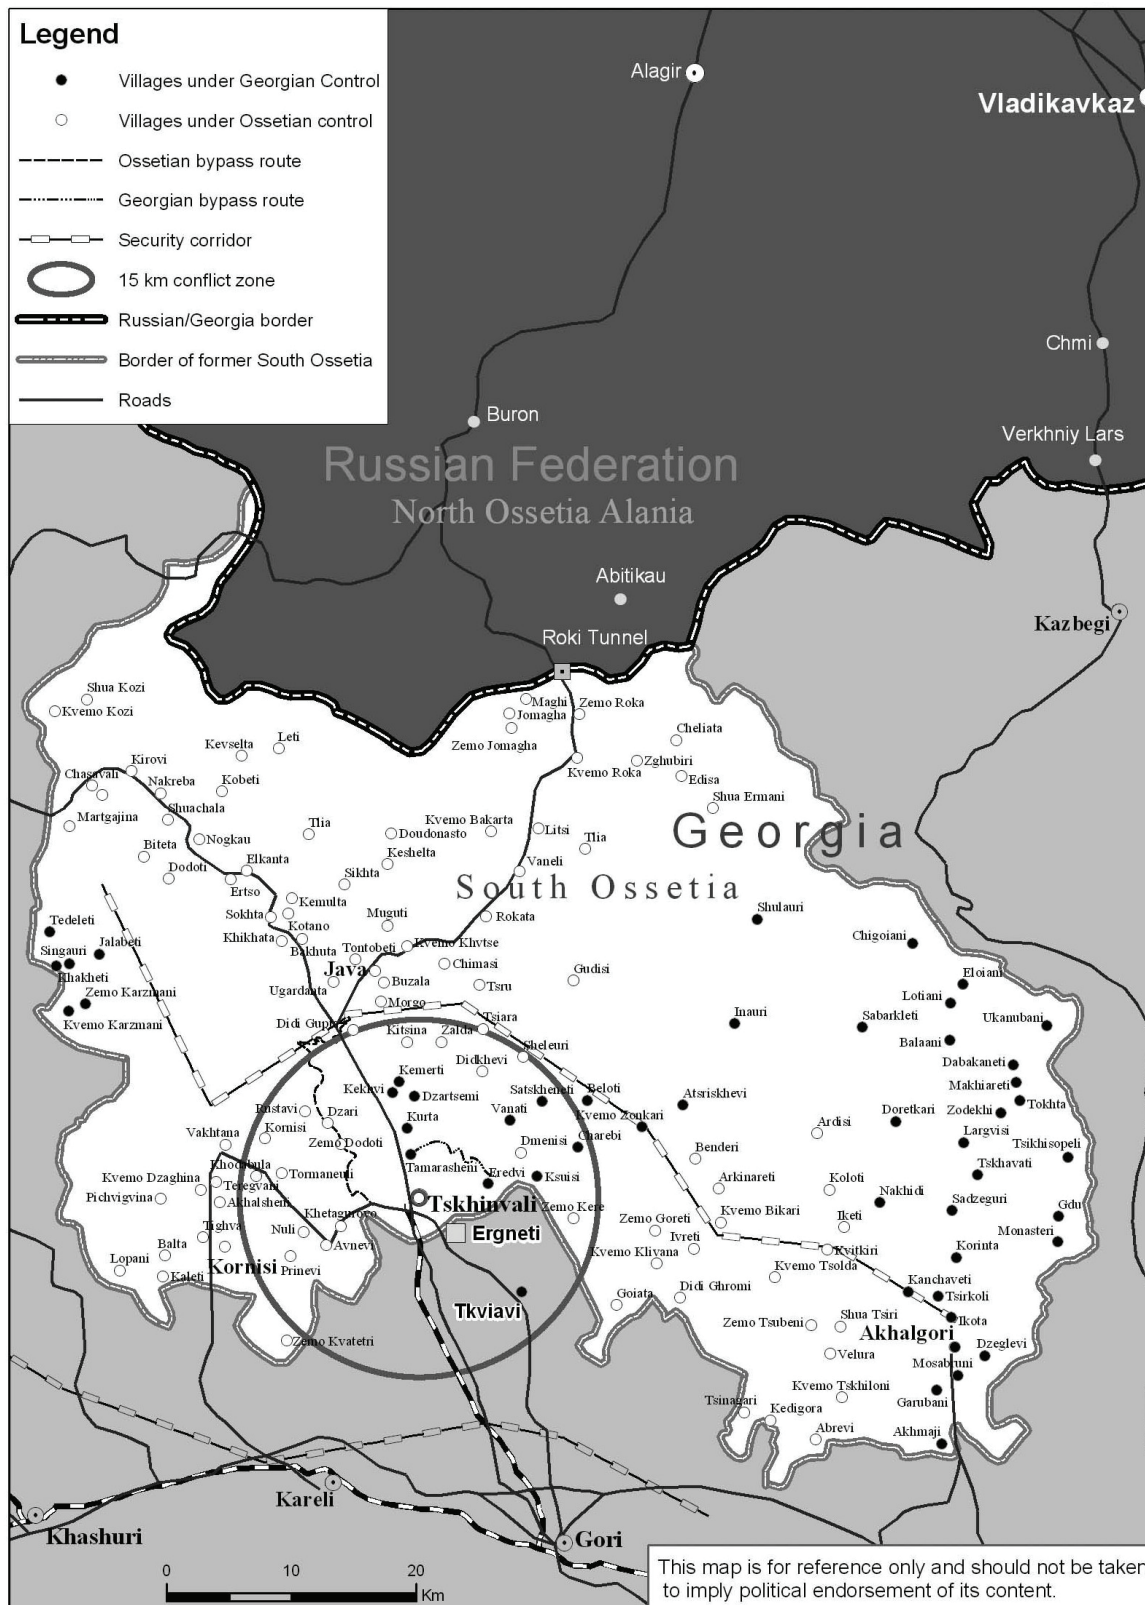 Legend
Villages under Georgian Control
Villages under Ossetian control
Ossetian bypass route
Georgian bypass route
Security corridor
15 km conflict zone
Russian/Georgia border
Border of former South Ossetia
Roads
Alagir
Vladikavkaz
Chmi
Buron
Verkhniy Lars
Russian Federation
North Ossetia Alania
Abitikau
Kazbegi
Roki Tunnel
Shua Kozi
Kvemo Kozi
Maghi
Jomagha
Zemo Roka
Zemo Jomagha
Cheliata
Leti
Kevselta
Kirovi
Kvemo Roka
Zghubiri
Edisa
Chasavali
Nakreba
Kobeti
Shua Ermani
Martgajina
Shuachala
Tlia
Kvemo Bakarta
Doudonasto
Litsi
Tlia
Georgia
Nogkau
Biteta
Dodoti
Elkanta
Keshelta
Vaneli
Ertso
Sikhta
South Ossetia
Kemulta
Sokhta
Muguti
Rokata
Shulauri
Tedeleti
Kotano
Khikhata
Bakhuta
Tontobeti
Kvemo Khvtse
Chigoiani
Singauri
Jalabeti
Java
Chimasi
Gudisi
Khakheti
Zemo Karzmani
Ugardanta
Buzala
Tsru
Eloiani
Lotiani
Morgo
Kvemo Karzmani
Didi Gupta
Tsiara
Inauri
Sabarkleti
Ukanubani
Kitsina
Zalda
Sheleuri
Balaani
Didkhevi
Dabakaneti
Kemerti
Kekhvi
Dzartsemi
Satskheneti
Beloti
Atsriskhevi
Makhiareti
Rustavi
Dzari
Vanati
Kvemo Zonkari
Zodekhi
Tokhta
Doretkari
Kurta
Ardisi
Vakhtana
Kornisi
Zemo Dodoti
Dmenisi
Charebi
Largvisi
Tsikhisopeli
Benderi
Khodabula
Tormaneuli
Tamarasheni
Eredvi
Ksuisi
Kvemo Dzaghina
Teregvani
Arkinareti
Koloti
Tskhavati
Pichvigvina
Akhalsheni
Tskhinvali
Nakhidi
Sadzeguri
Gdu
Khetagurovo
Zemo Kere
Kvemo Bikari
Zemo Goreti
Iketi
Monasteri
Tighva
Nuli
Ergneti
Ivreti
Balta
Avnevi
Kvemo Klivana
Kvitkiri
Korinta
Lopani
Kaleti
Kornisi
Prinevi
Kvemo Tsolda
Goiata
Didi Ghromi
Kanchaveti
Tsirkoli
Tkviavi
Zemo Tsubeni
Shua Tsiri
Ikota
Akhalgori
Zemo Kvatetri
Velura
Dzeglevi
Mosabruni
Kvemo Tskhiloni
Garubani
Tsinagari
Kedigora
Abrevi
Akhmaji
Kareli
Khashuri
Gori
0 10 20
Km
This map is for reference only and should not be taken
to imply political endorsement of its content.